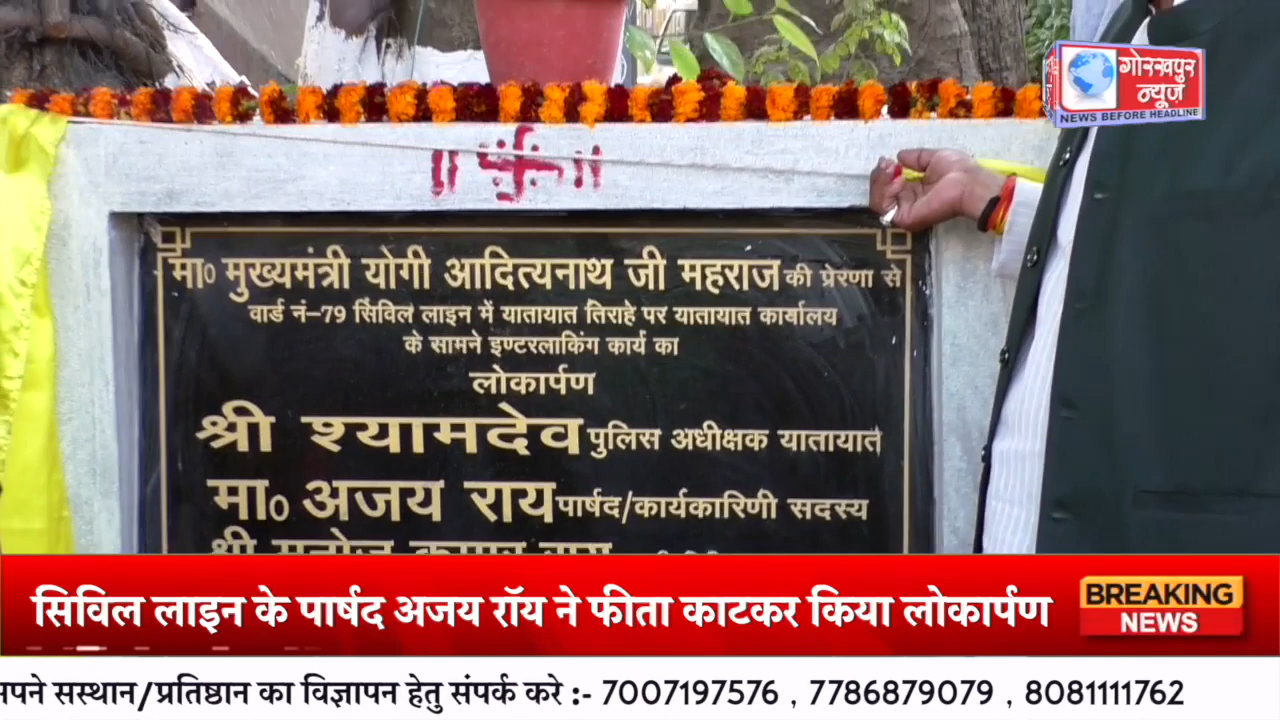 गोरखपुर
न्यूज़
NEWS BEFORE HEADLINE
॥ 卐 ॥
मा० मुख्यमंत्री योगी आदित्यनाथ जी महराज की प्रेरणा से
वार्ड नं–79 सिविल लाइन में यातायात तिराहे पर यातायात कार्यालय
के सामने इण्टरलाकिंग कार्य का
लोकार्पण
श्री श्यामदेव पुलिस अधीक्षक यातायात
मा० अजय राय पार्षद/कार्यकारिणी सदस्य
सिविल लाइन के पार्षद अजय रॉय ने फीता काटकर किया लोकार्पण
BREAKING
NEWS
सस्थान/प्रतिष्ठान का विज्ञापन हेतु संपर्क करे :- 7007197576 , 7786879079 , 8081111762